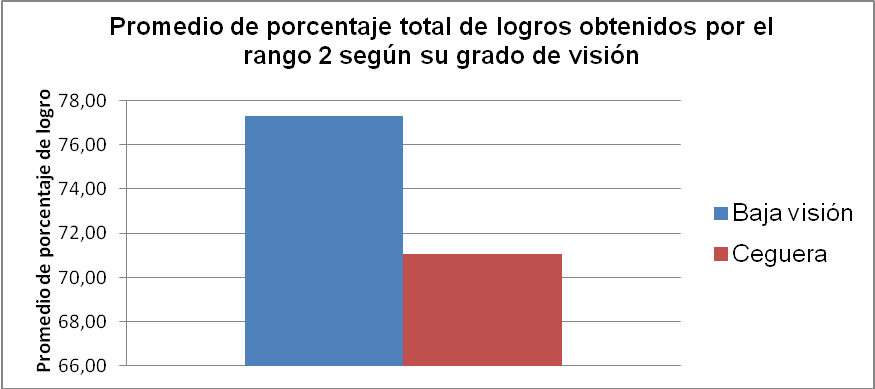 Promedio de porcentaje total de logros obtenidos por el
rango 2 según su grado de visión
Promedio de porcentaje de logro
78,00
76,00
74,00
72,00
70,00
68,00
66,00
Baja visión
Ceguera